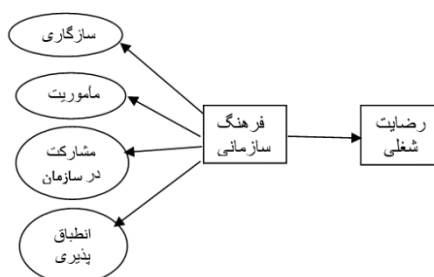 سازگاری
مأموریت
مشارکت
در سازمان
انطباق
پذیری
فرهنگ
سازمانی
رضایت
شغلی